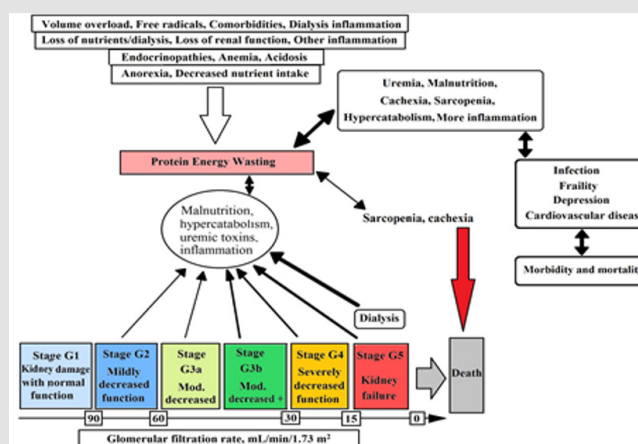 Volume overload, Free radicals, Comorbidities, Dialysis inflammation
Loss of nutrients/dialysis, Loss of renal function, Other inflammation
Endocrinopathies, Anemia, Acidosis
Anorexia, Decreased nutrient intake
Uremia, Malnutrition,
Cachexia, Sarcopenia,
Hypercatabolism, More inflammation
Protein Energy Wasting
Infection
Fraility
Depression
Cardiovascular disease
Malnutrition,
hypercatabolism,
uremic toxins,
inflammation
Sarcopenia, cachexia
Morbidity and mortality
Dialysis
Stage G1
Kidney damage
with normal
function
Stage G2
Mildly
decreased
function
Stage
G3a
Mod.
decreased
Stage
G3b
Mod.
decreased +
Stage G4
Severely
decreased
function
Stage G5
Kidney
failure
Death
90
60
30
15
0
Glomerular filtration rate, mL/min/1.73 m²